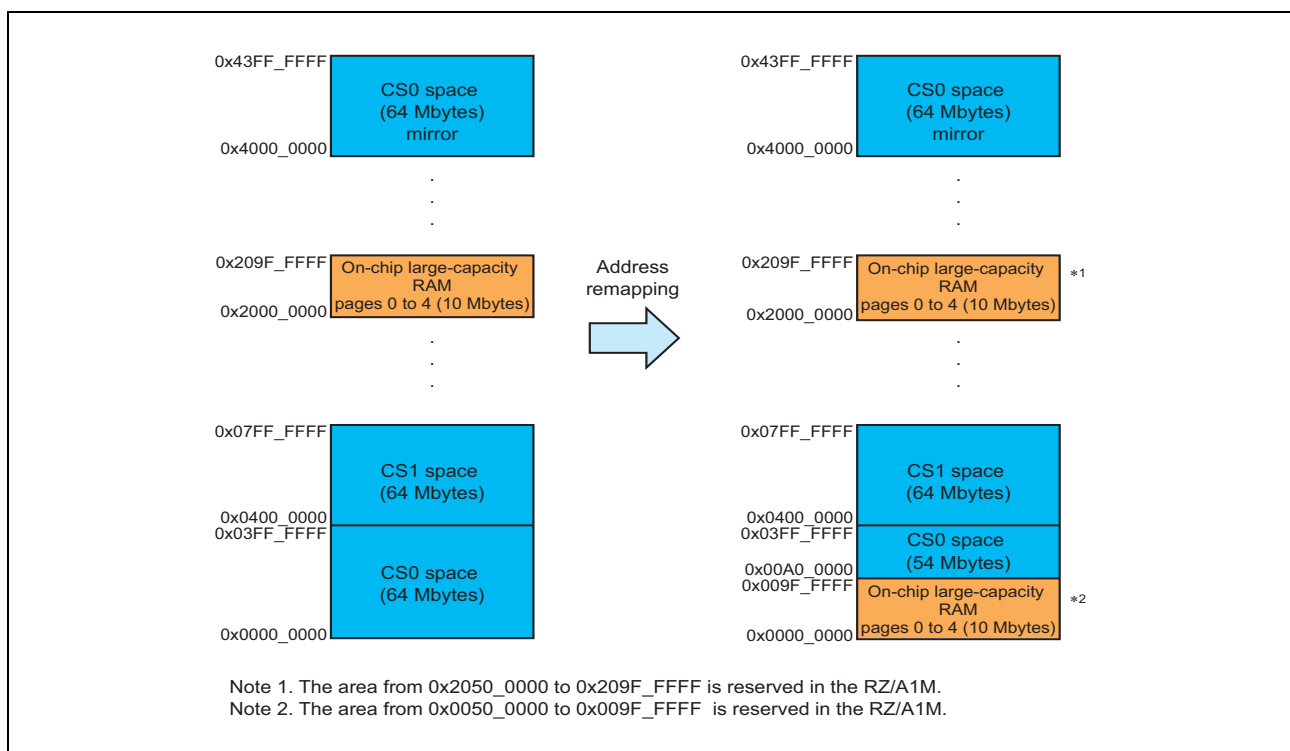 0x43FF_FFFF
CS0 space
(64 Mbytes)
mirror
0x4000_0000
.
.
.
0x209F_FFFF
On-chip large-capacity
RAM
pages 0 to 4 (10 Mbytes)
0x2000_0000
.
.
.
0x07FF_FFFF
CS1 space
(64 Mbytes)
0x0400_0000
0x03FF_FFFF
CS0 space
(64 Mbytes)
0x0000_0000
Address
remapping
0x43FF_FFFF
CS0 space
(64 Mbytes)
mirror
0x4000_0000
.
.
.
0x209F_FFFF
On-chip large-capacity
RAM
pages 0 to 4 (10 Mbytes)
*1
0x2000_0000
.
.
.
0x07FF_FFFF
CS1 space
(64 Mbytes)
0x0400_0000
0x03FF_FFFF
CS0 space
(54 Mbytes)
0x00A0_0000
0x009F_FFFF
On-chip large-capacity
RAM
pages 0 to 4 (10 Mbytes)
*2
0x0000_0000
Note 1. The area from 0x2050_0000 to 0x209F_FFFF is reserved in the RZ/A1M.
Note 2. The area from 0x0050_0000 to 0x009F_FFFF is reserved in the RZ/A1M.